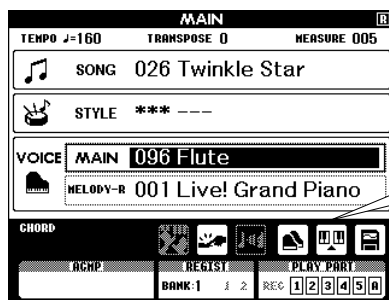 MAIN R
TEMPO ♩=160 TRANSPOSE 0 MEASURE 005
SONG 026 Twinkle Star
STYLE *** ---
VOICE MAIN 096 Flute
MELODY-R 001 Live! Grand Piano
CHORD
ACMP REGIST PLAY PART
BANK:1 1 2 REC 1 2 3 4 5 A